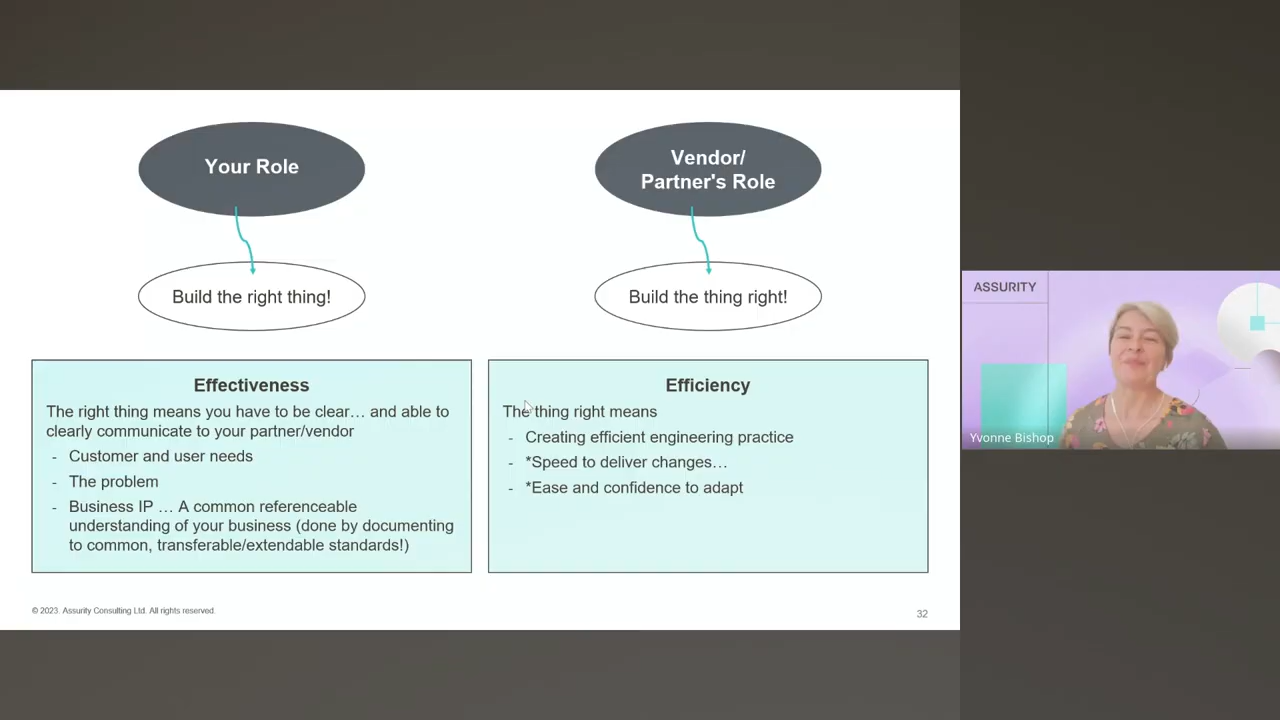 Your Role
Build the right thing!
Effectiveness
The right thing means you have to be clear… and able to
clearly communicate to your partner/vendor
- Customer and user needs
- The problem
- Business IP … A common referenceable
understanding of your business (done by documenting
to common, transferable/extendable standards!)
Vendor/
Partner's Role
Build the thing right!
Efficiency
The thing right means
- Creating efficient engineering practice
- *Speed to deliver changes…
- *Ease and confidence to adapt
© 2023. Assurity Consulting Ltd. All rights reserved.
32
ASSURITY
Yvonne Bishop